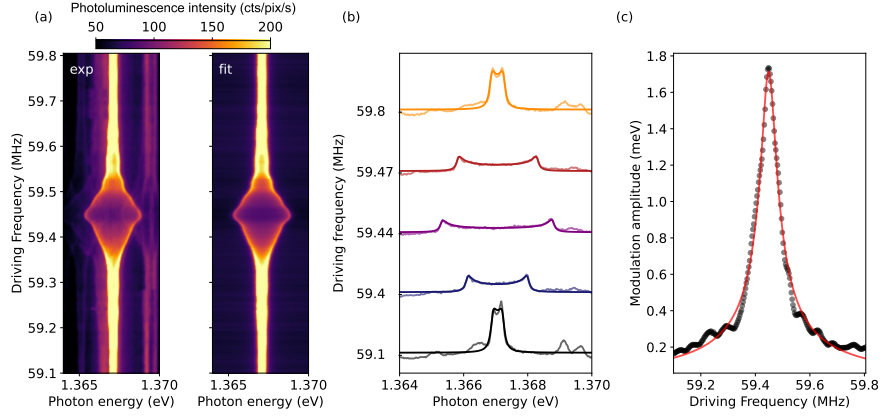 Photoluminescence intensity (cts/pix/s)
(a)
50 100 150 200
exp
fit
59.8
59.7
59.6
59.5
59.4
59.3
59.2
59.1
Driving Frequency (MHz)
1.365 1.370
Photon energy (eV)
1.365 1.370
Photon energy (eV)
(b)
59.8
59.47
59.44
59.4
59.1
Driving frequency (MHz)
1.364 1.366 1.368 1.370
Photon energy (eV)
(c)
1.8
1.6
1.4
1.2
1.0
0.8
0.6
0.4
0.2
Modulation amplitude (meV)
59.2 59.4 59.6 59.8
Driving Frequency (MHz)